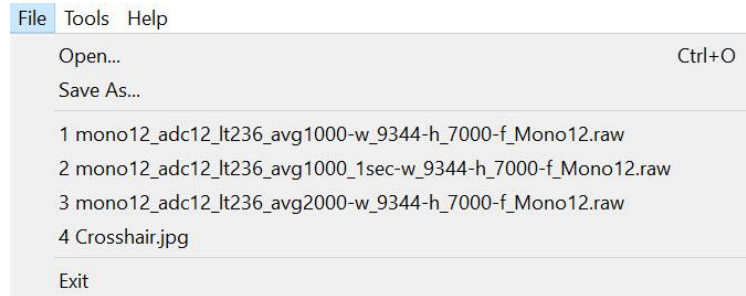 File Tools Help
Open... Ctrl+O
Save As...
1 mono12_adc12_lt236_avg1000-w_9344-h_7000-f_Mono12.raw
2 mono12_adc12_lt236_avg1000_1sec-w_9344-h_7000-f_Mono12.raw
3 mono12_adc12_lt236_avg2000-w_9344-h_7000-f_Mono12.raw
4 Crosshair.jpg
Exit